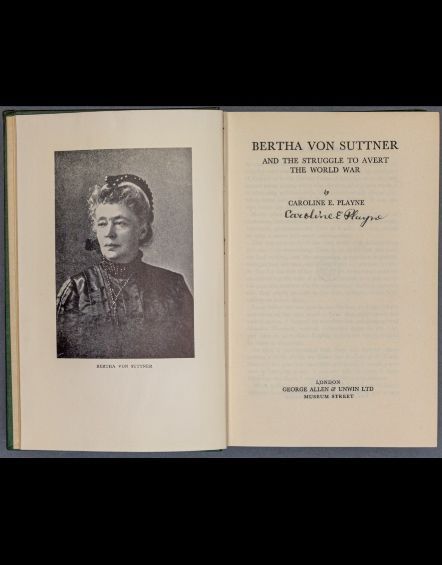 BERTHA VON SUTTNER
BERTHA VON SUTTNER
AND THE STRUGGLE TO AVERT
THE WORLD WAR
by
CAROLINE E. PLAYNE
Caroline E Playne
LONDON
GEORGE ALLEN & UNWIN LTD
MUSEUM STREET